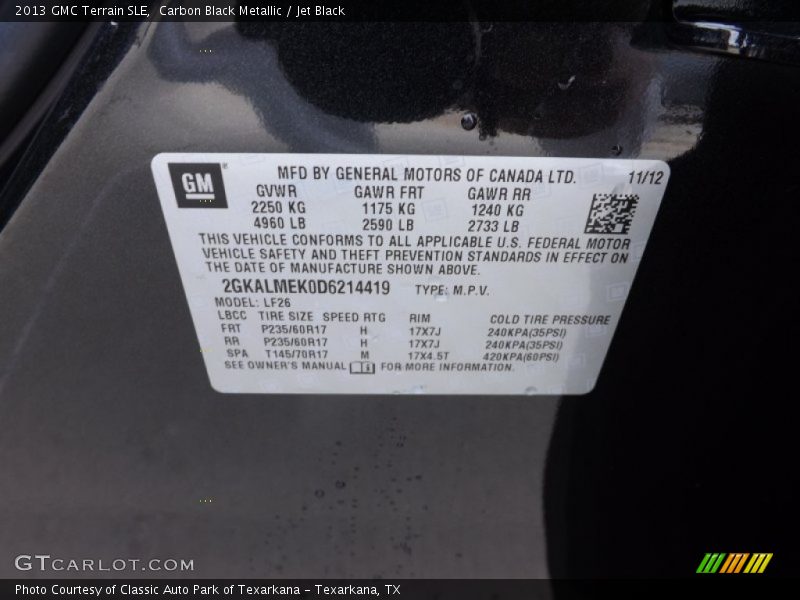 2013 GMC Terrain SLE, Carbon Black Metallic / Jet Black
GM
MFD BY GENERAL MOTORS OF CANADA LTD. 11/12
GVWR GAWR FRT GAWR RR
2250 KG 1175 KG 1240 KG
4960 LB 2590 LB 2733 LB
THIS VEHICLE CONFORMS TO ALL APPLICABLE U.S. FEDERAL MOTOR
VEHICLE SAFETY AND THEFT PREVENTION STANDARDS IN EFFECT ON
THE DATE OF MANUFACTURE SHOWN ABOVE.
2GKALMEK0D6214419 TYPE: M.P.V.
MODEL: LF26
LBCC TIRE SIZE SPEED RTG RIM COLD TIRE PRESSURE
FRT P235/60R17 H 17X7J 240KPA(35PSI)
RR P235/60R17 H 17X7J 240KPA(35PSI)
SPA T145/70R17 M 17X4.5T 420KPA(60PSI)
SEE OWNER'S MANUAL FOR MORE INFORMATION.
GTCARLOT.COM
Photo Courtesy of Classic Auto Park of Texarkana - Texarkana, TX